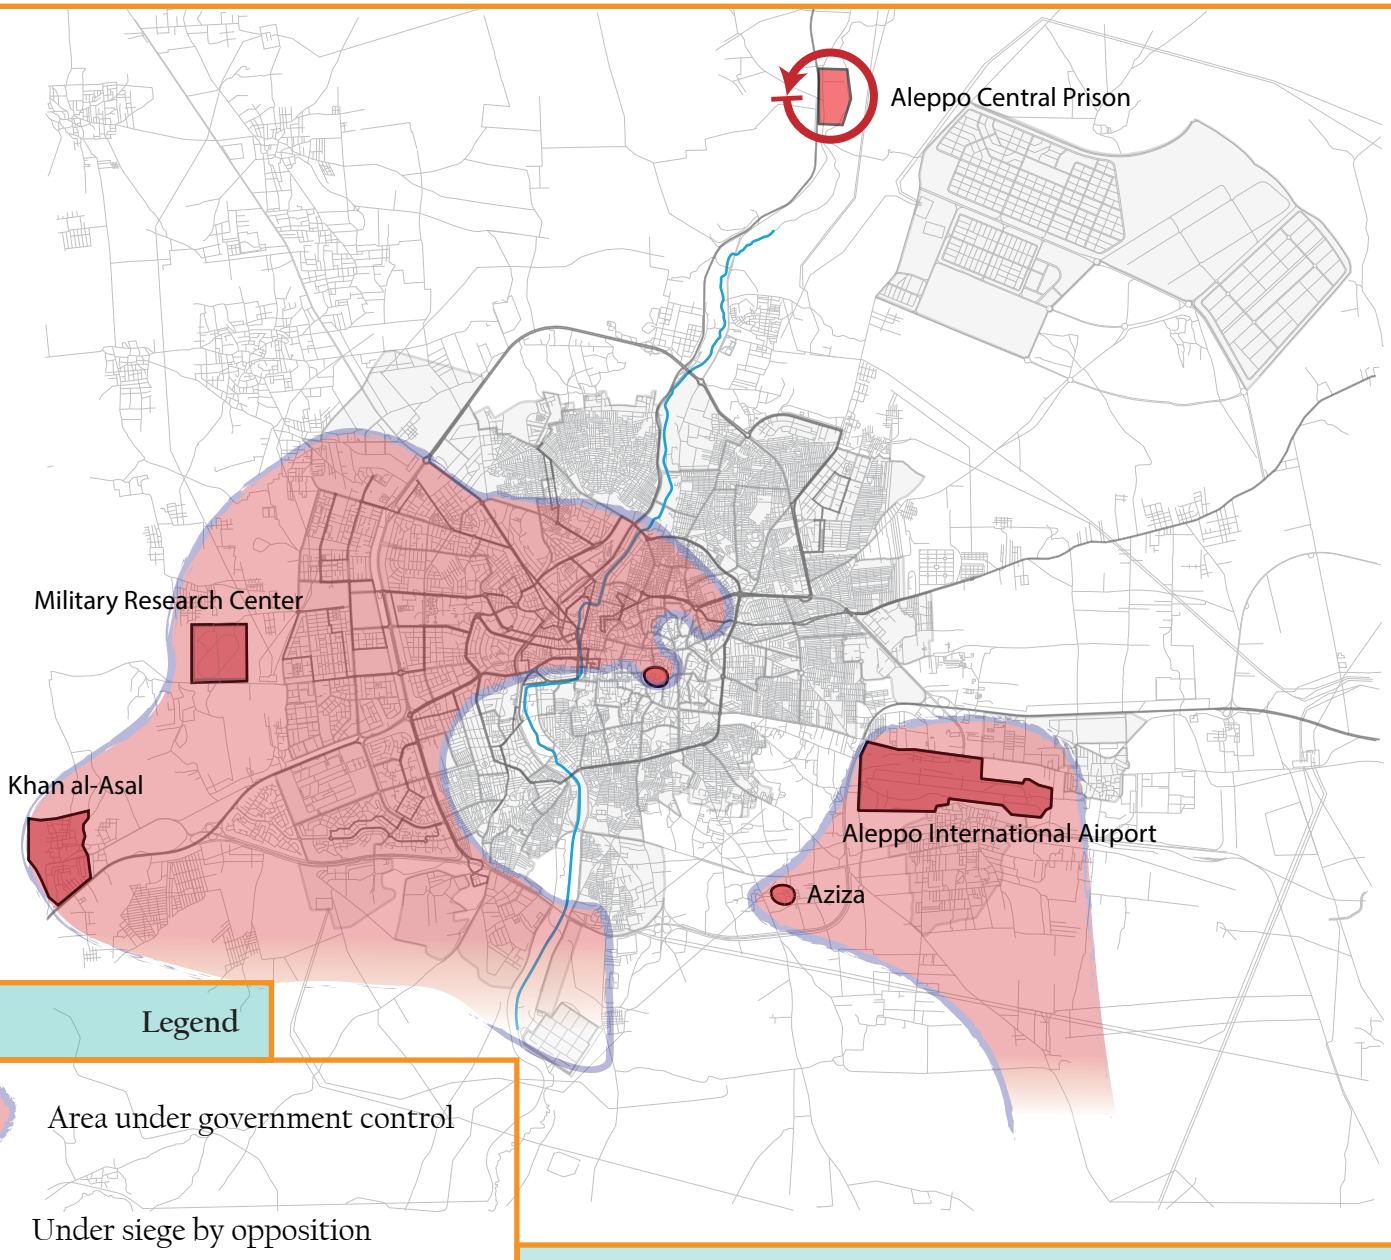 Aleppo Central Prison
Military Research Center
Khan al-Asal
Aleppo International Airport
Aziza
Legend
Area under government control
Under siege by opposition